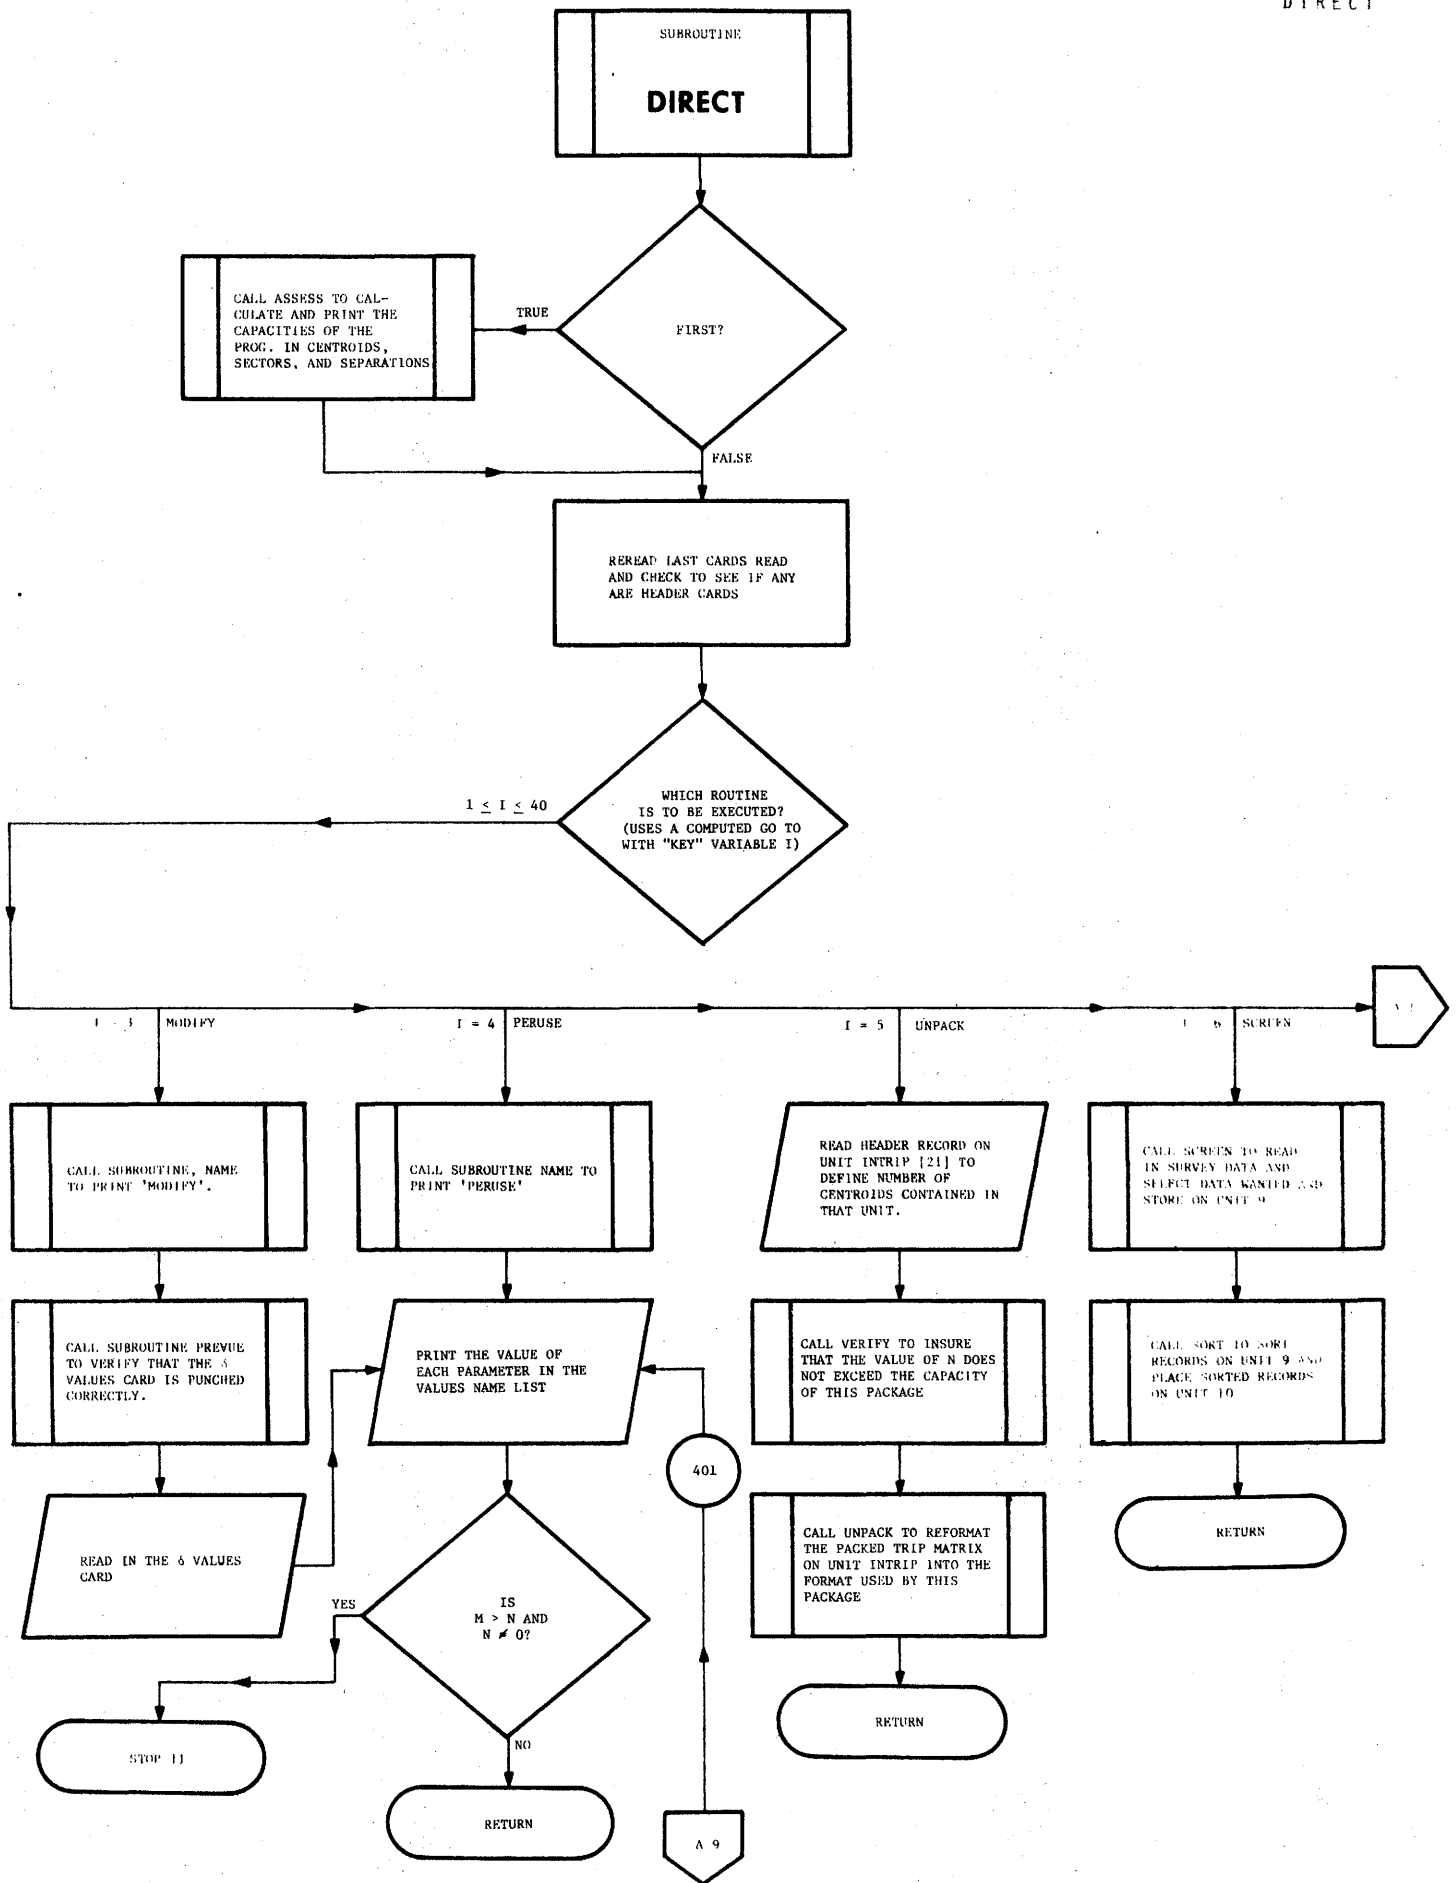 DIRECT
SUBROUTINE
DIRECT
FIRST?
TRUE
CALL ASSESS TO CAL-
CULATE AND PRINT THE
CAPACITIES OF THE
PROG. IN CENTROIDS,
SECTORS, AND SEPARATIONS
FALSE
REREAD LAST CARDS READ
AND CHECK TO SEE IF ANY
ARE HEADER CARDS
WHICH ROUTINE
IS TO BE EXECUTED?
(USES A COMPUTED GO TO
WITH "KEY" VARIABLE I)
1 ≤ I ≤ 40
I = 3 MODIFY
I = 4 PERUSE
I = 5 UNPACK
I = 6 SCREEN
CALL SUBROUTINE, NAME
TO PRINT 'MODIFY'.
CALL SUBROUTINE NAME TO
PRINT 'PERUSE'
READ HEADER RECORD ON
UNIT INTRIP [21] TO
DEFINE NUMBER OF
CENTROIDS CONTAINED IN
THAT UNIT.
CALL SCREEN TO READ
IN SURVEY DATA AND
SELECT DATA WANTED AND
STORE ON UNIT 9
CALL SUBROUTINE PREVUE
TO VERIFY THAT THE &
VALUES CARD IS PUNCHED
CORRECTLY.
PRINT THE VALUE OF
EACH PARAMETER IN THE
VALUES NAME LIST
CALL VERIFY TO INSURE
THAT THE VALUE OF N DOES
NOT EXCEED THE CAPACITY
OF THIS PACKAGE
CALL SORT TO SORT
RECORDS ON UNIT 9 AND
PLACE SORTED RECORDS
ON UNIT 10
401
READ IN THE & VALUES
CARD
CALL UNPACK TO REFORMAT
THE PACKED TRIP MATRIX
ON UNIT INTRIP INTO THE
FORMAT USED BY THIS
PACKAGE
RETURN
YES
IS
M > N AND
N ≠ 0?
RETURN
STOP 11
NO
RETURN
A 9